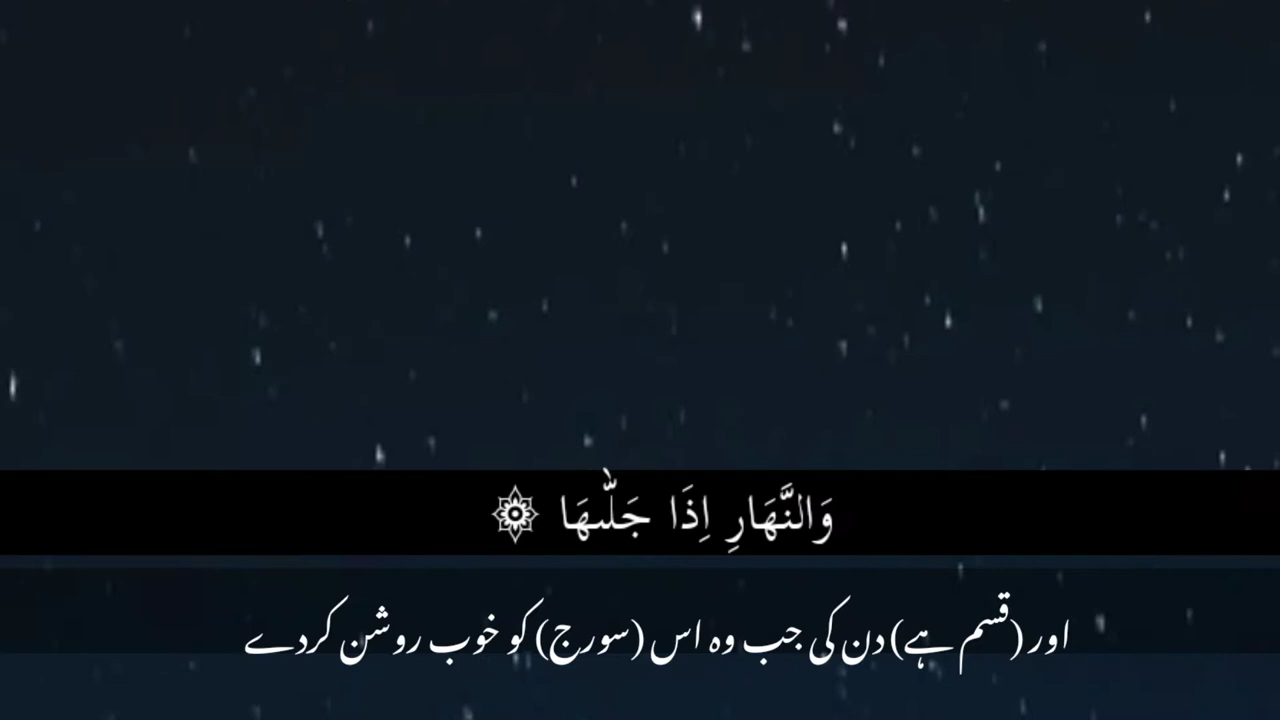 وَالنَّهَارِ اِذَا جَلّٰىهَا ۞
اور (قسم ہے) دن کی جب وہ اس (سورج) کو خوب روشن کردے